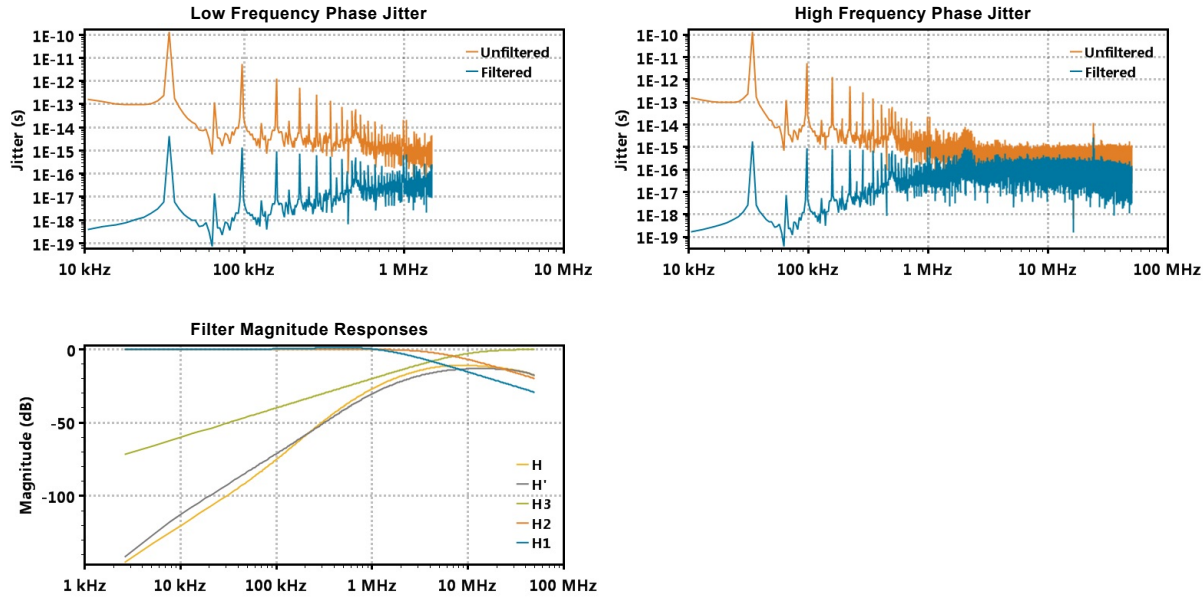 Low Frequency Phase Jitter
1E-10
1E-11
1E-12
1E-13
1E-14
1E-15
1E-16
1E-17
1E-18
1E-19
Jitter (s)
Unfiltered
Filtered
10 kHz
100 kHz
1 MHz
10 MHz
High Frequency Phase Jitter
1E-10
1E-11
1E-12
1E-13
1E-14
1E-15
1E-16
1E-17
1E-18
1E-19
Jitter (s)
Unfiltered
Filtered
10 kHz
100 kHz
1 MHz
10 MHz
100 MHz
Filter Magnitude Responses
0
-50
-100
Magnitude (dB)
H
H'
H3
H2
H1
1 kHz
10 kHz
100 kHz
1 MHz
10 MHz
100 MHz